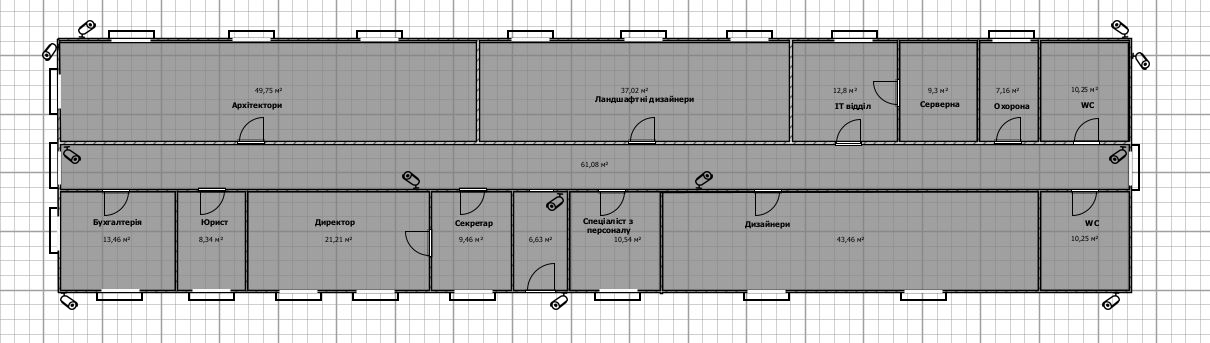 49,75 м²
Архітектори
37,02 м²
Ландшафтні дизайнери
12,8 м²
ІТ відділ
9,3 м²
Серверна
7,16 м²
Охорона
10,25 м²
WC
61,08 м²
Бухгалтерія
13,46 м²
Юрист
8,34 м²
Директор
21,21 м²
Секретар
9,46 м²
6,63 м²
Спеціаліст з
персоналу
10,54 м²
Дизайнери
43,46 м²
WC
10,25 м²